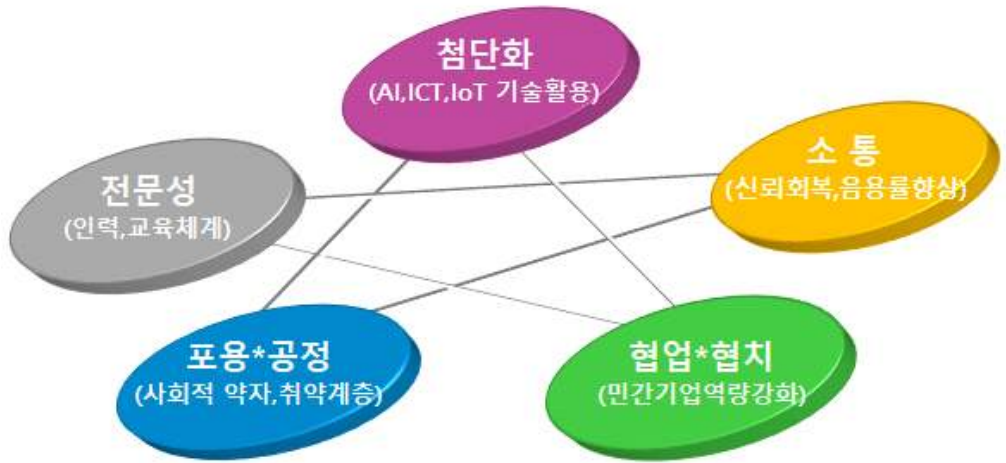 첨단화
(AI,ICT,IoT 기술활용)
소 통
(신뢰회복,음용률향상)
전문성
(인력,교육체계)
포용*공정
(사회적 약자,취약계층)
협업*협치
(민간기업역량강화)